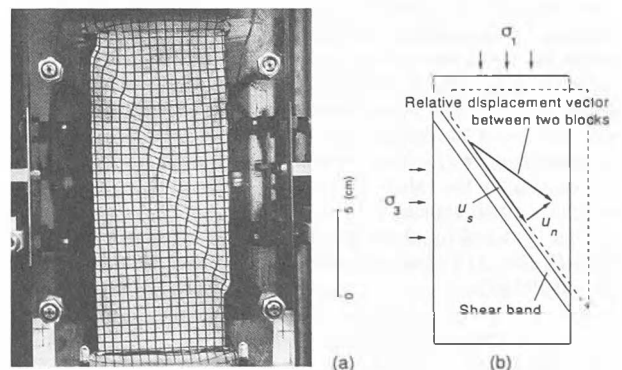 5 (cm)
0
(a)
σ1
Relative displacement vector
between two blocks
σ3
us
un
Shear band
(b)